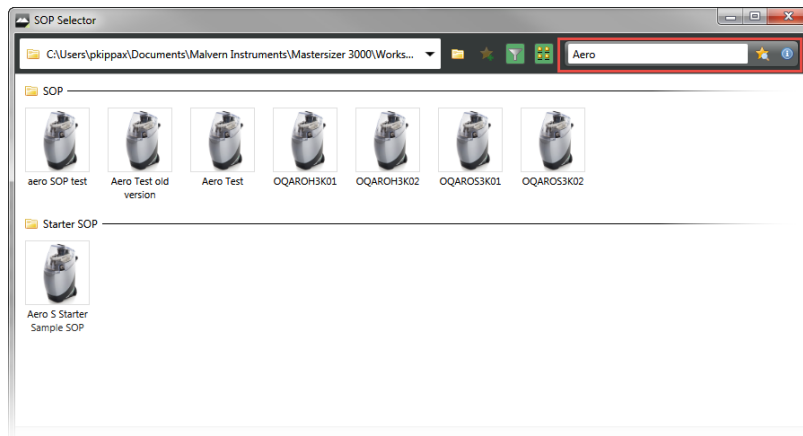 SOP Selector
C:\Users\pkippax\Documents\Malvern Instruments\Mastersizer 3000\Works...
Aero
SOP
aero SOP test
Aero Test old
version
Aero Test
OQAROH3K01
OQAROH3K02
OQAROS3K01
OQAROS3K02
Starter SOP
Aero S Starter
Sample SOP